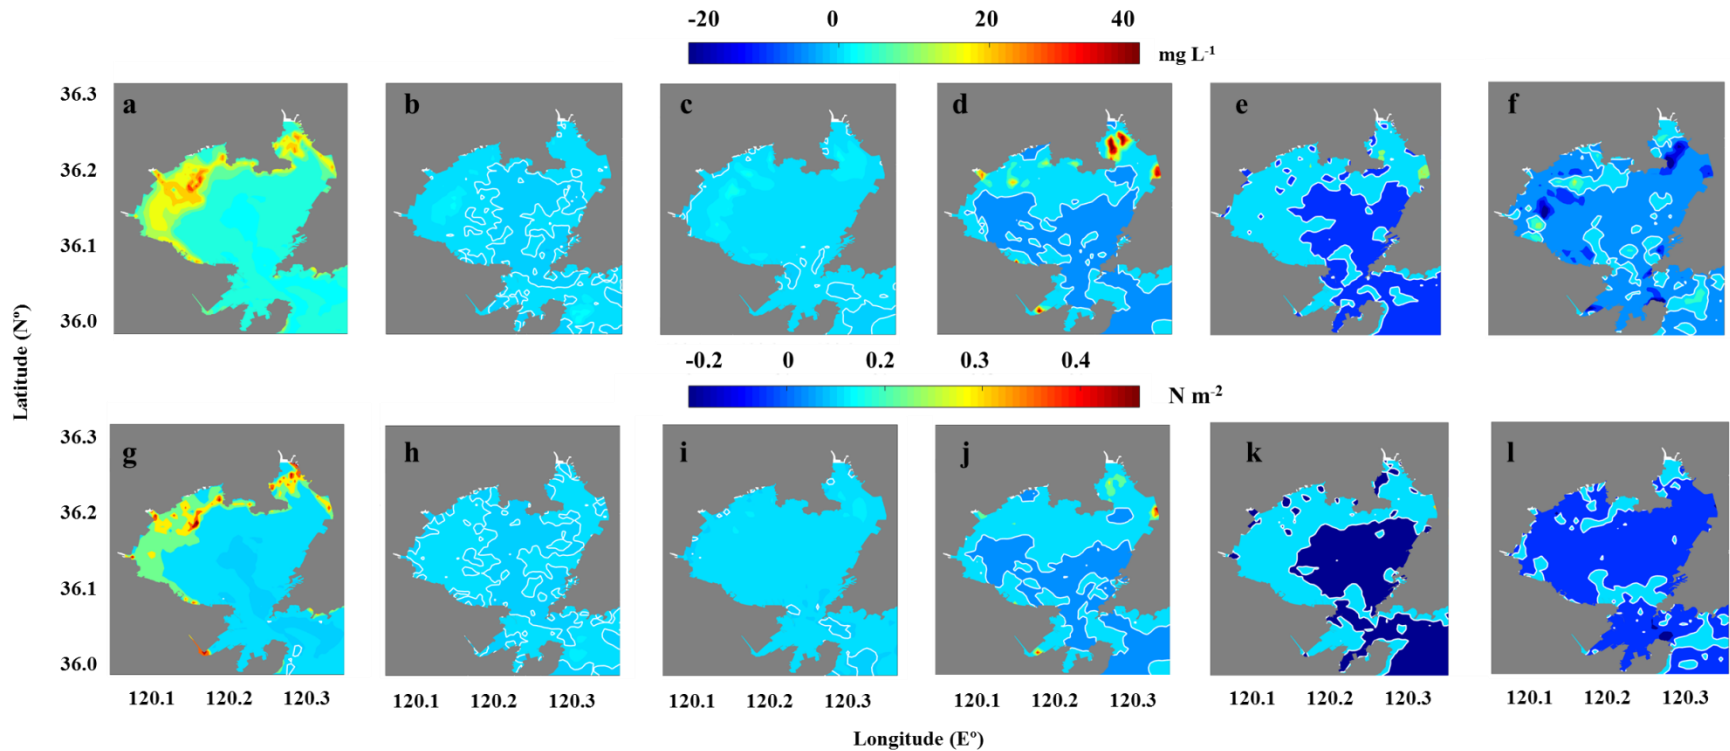 -20 0 20 40
mg L-1
36.3 a b c d e f
36.2
36.1
36.0
-0.2 0 0.2 0.3 0.4
N m-2
Latitude (Nº)
36.3 g h i j k l
36.2
36.1
36.0
120.1 120.2 120.3 120.1 120.2 120.3 120.1 120.2 120.3 120.1 120.2 120.3 120.1 120.2 120.3 120.1 120.2 120.3
Longitude (Eº)